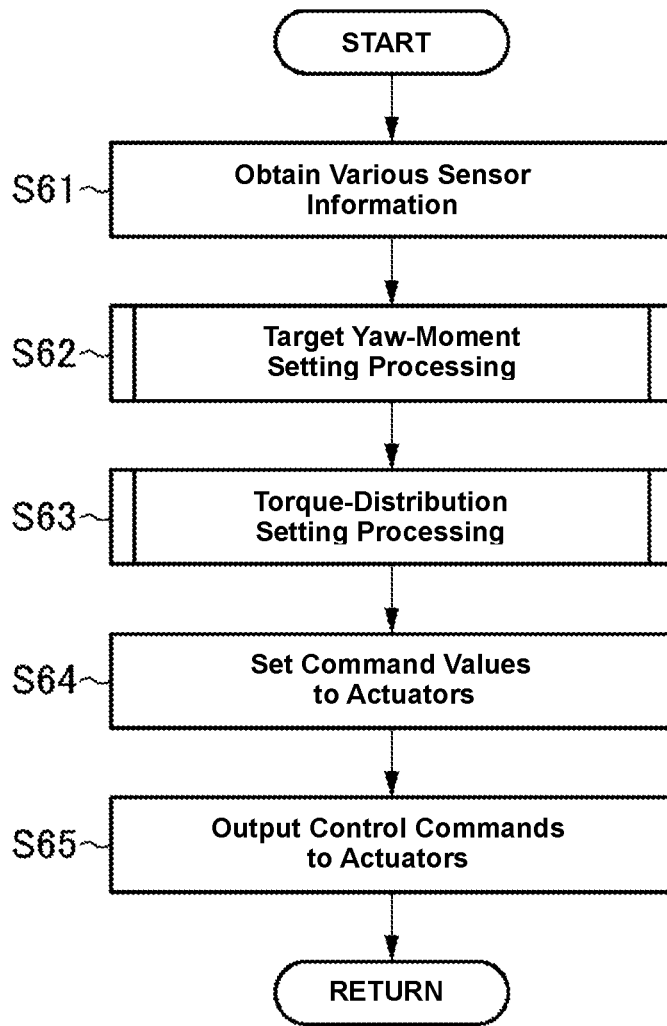 START
S61
Obtain Various Sensor
Information
S62
Target Yaw-Moment
Setting Processing
S63
Torque-Distribution
Setting Processing
S64
Set Command Values
to Actuators
S65
Output Control Commands
to Actuators
RETURN